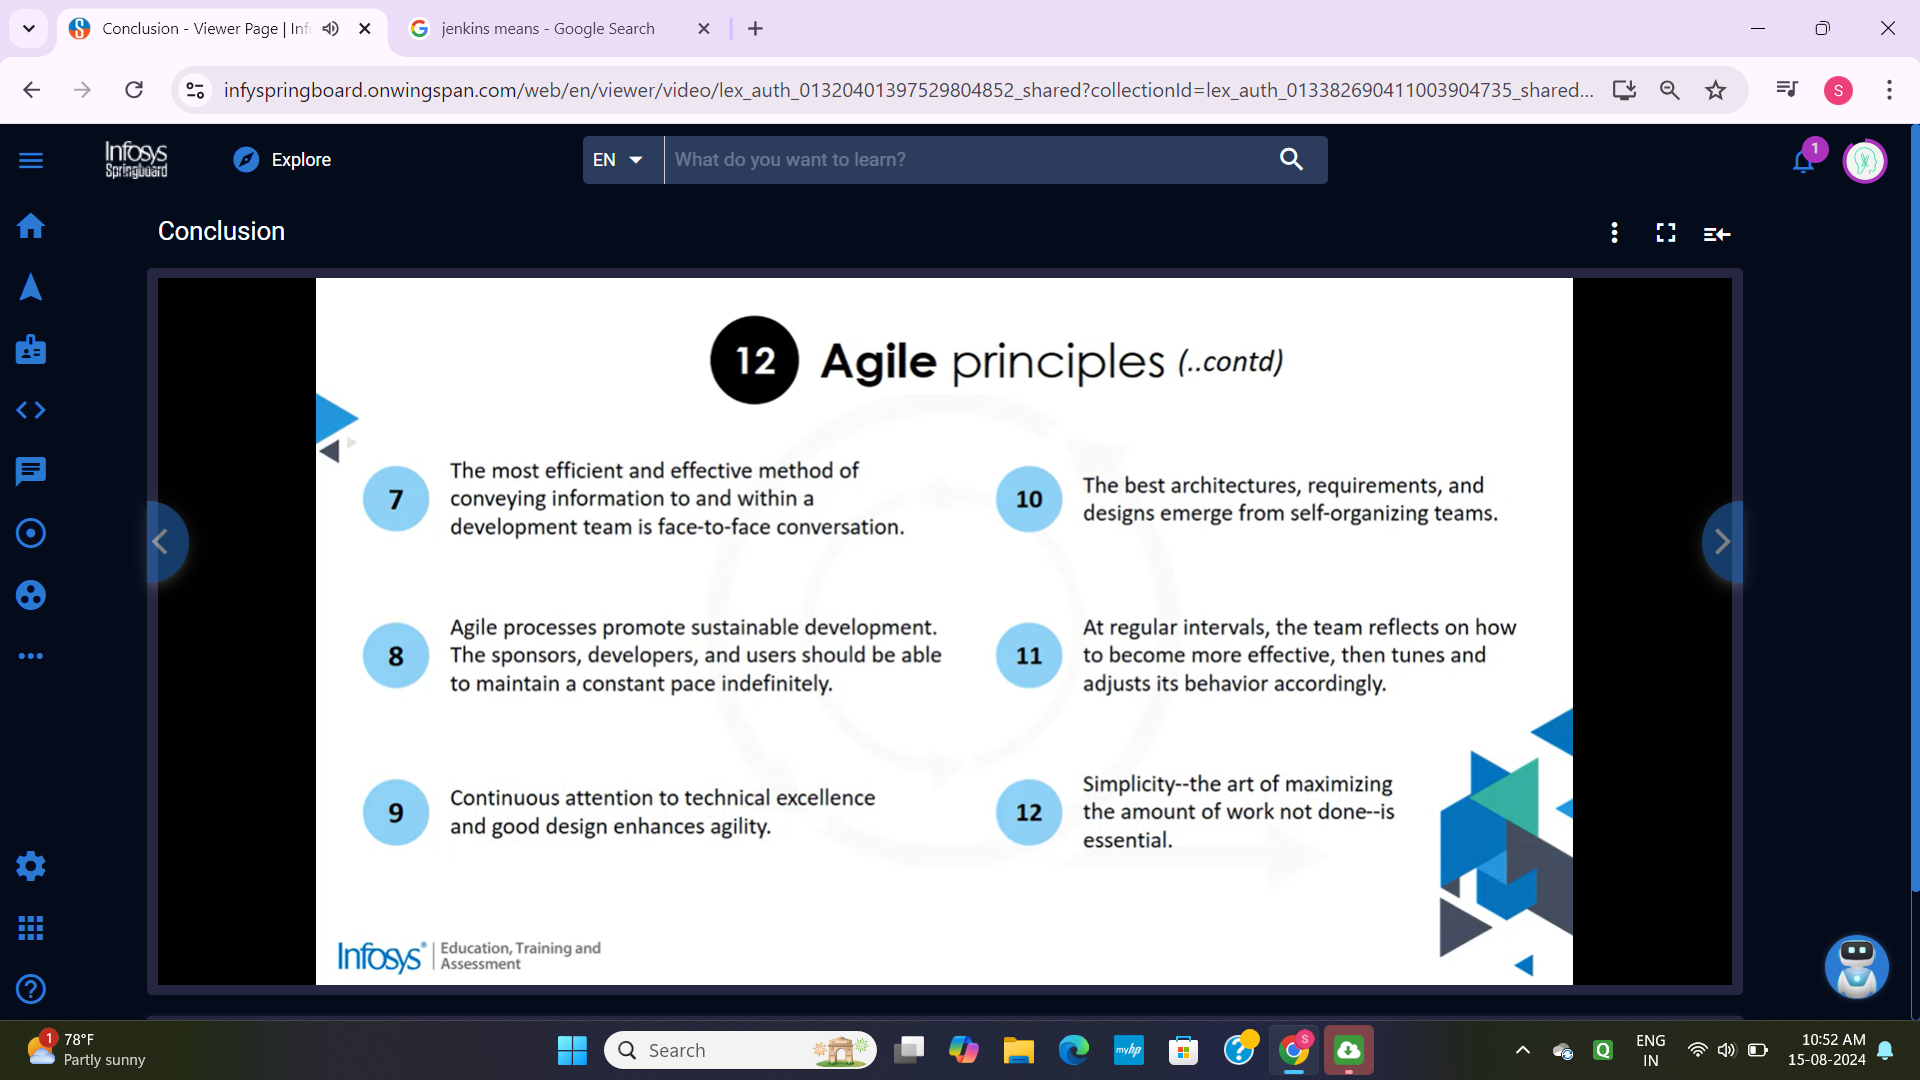 Conclusion - Viewer Page | Inf
jenkins means - Google Search
infyspringboard.onwingspan.com/web/en/viewer/video/lex_auth_01320401397529804852_shared?collectionId=lex_auth_013382690411003904735_shared...
S
Infosys
Springboard
Explore
EN
What do you want to learn?
1
Conclusion
12 Agile principles (..contd)
7
The most efficient and effective method of
conveying information to and within a
development team is face-to-face conversation.
8
Agile processes promote sustainable development.
The sponsors, developers, and users should be able
to maintain a constant pace indefinitely.
9
Continuous attention to technical excellence
and good design enhances agility.
10
The best architectures, requirements, and
designs emerge from self-organizing teams.
11
At regular intervals, the team reflects on how
to become more effective, then tunes and
adjusts its behavior accordingly.
12
Simplicity--the art of maximizing
the amount of work not done--is
essential.
Infosys® | Education, Training and
Assessment
1
78°F
Partly sunny
Search
myhp
S
Q
ENG
IN
10:52 AM
15-08-2024